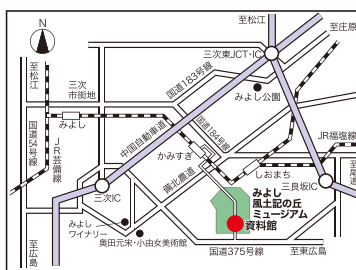 N
至松江
至庄原
三次東JCT・IC
至松江
三次
市街地
国道183号線
みよし公園
みよし
中国自動車道
国道184号線
国道54号線
JR芸備線
かみすぎ
JR福塩線
備北農道
しおまち
至尾道
三次IC
三良坂IC
みよし
風土記の丘
ミュージアム
資料館
みよし
ワイナリー
奥田元宋・小由女美術館
至広島
国道375号線
至東広島